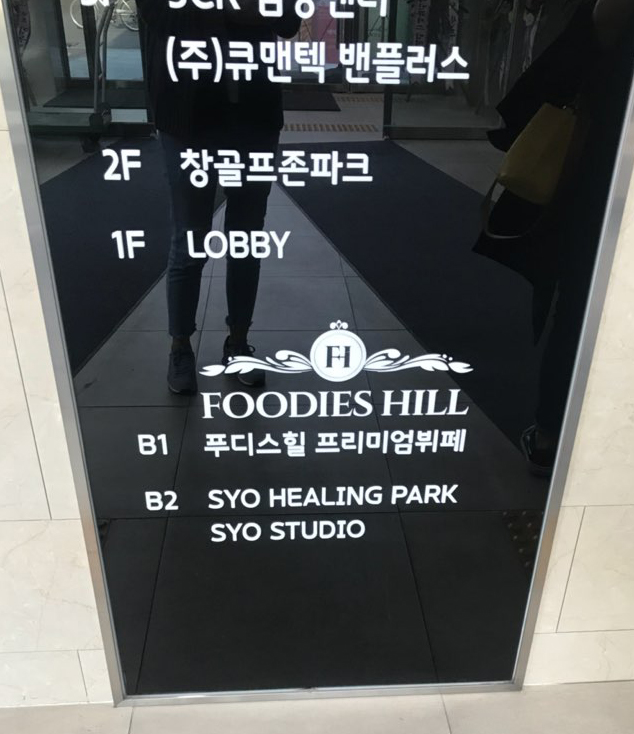 (주)큐맨텍 밴플러스
2F 창골프존파크
1F LOBBY
FH
FOODIES HILL
B1 푸디스힐 프리미엄뷔페
B2 SYO HEALING PARK
SYO STUDIO